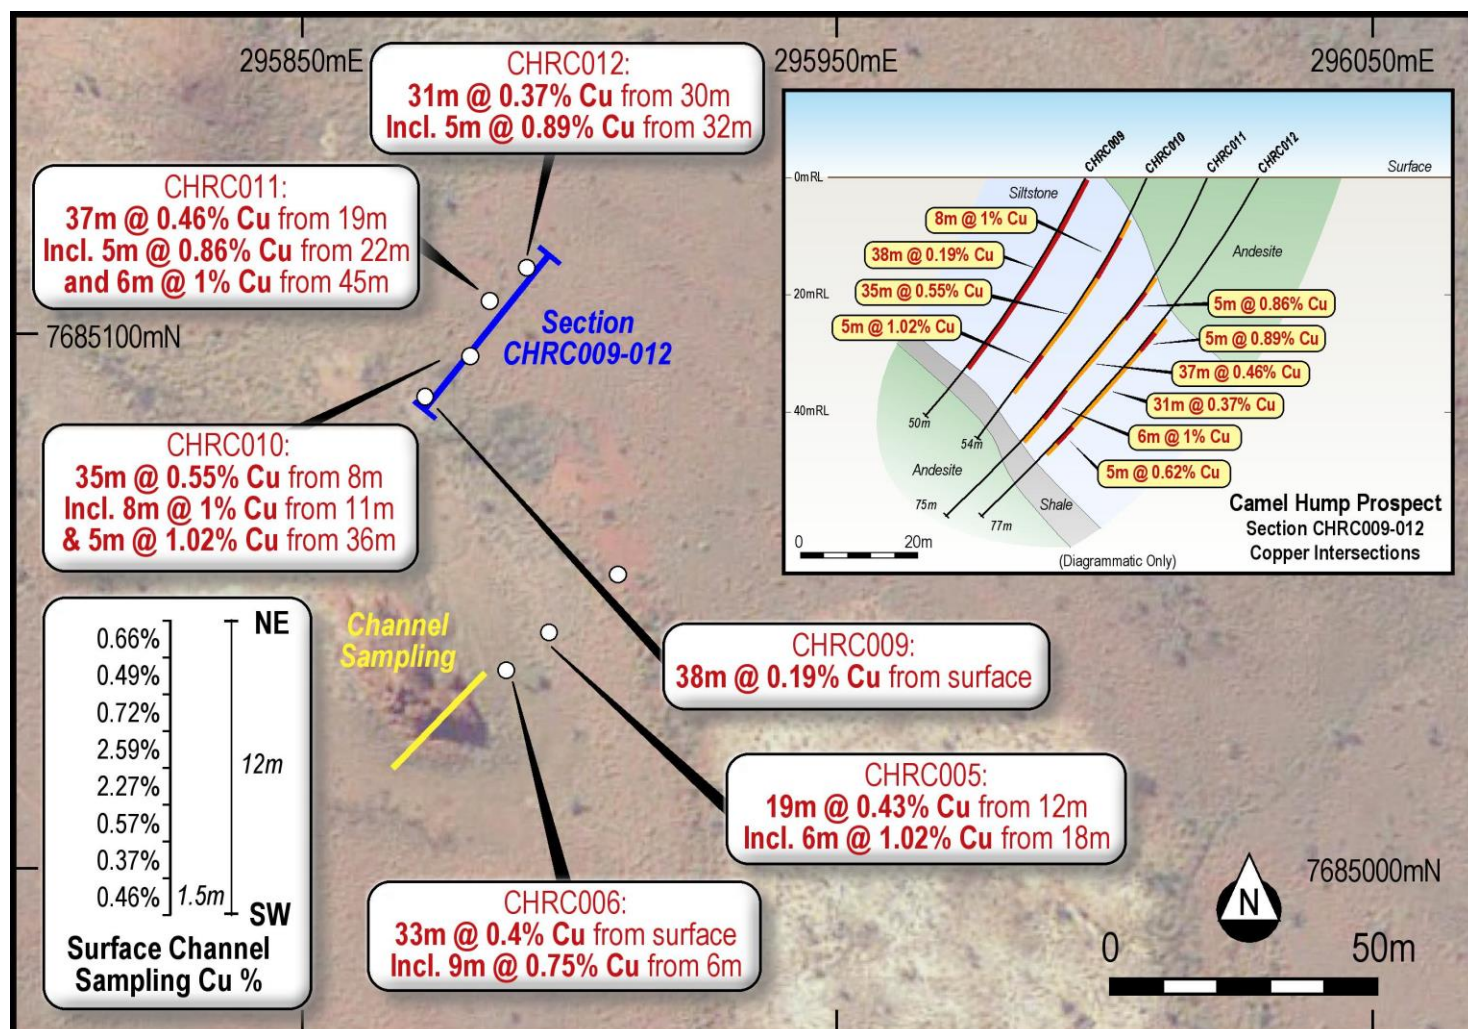 295850mE
295950mE
296050mE
CHRC012:
31m @ 0.37% Cu from 30m
Incl. 5m @ 0.89% Cu from 32m
CHRC011:
37m @ 0.46% Cu from 19m
Incl. 5m @ 0.86% Cu from 22m
and 6m @ 1% Cu from 45m
7685100mN
Section
CHRC009-012
CHRC010:
35m @ 0.55% Cu from 8m
Incl. 8m @ 1% Cu from 11m
& 5m @ 1.02% Cu from 36m
CHRC009
CHRC010
CHRC011
CHRC012
Surface
0mRL
Siltstone
8m @ 1% Cu
38m @ 0.19% Cu
Andesite
35m @ 0.55% Cu
20mRL
5m @ 0.86% Cu
5m @ 1.02% Cu
5m @ 0.89% Cu
37m @ 0.46% Cu
31m @ 0.37% Cu
40mRL
50m
54m
6m @ 1% Cu
Andesite
5m @ 0.62% Cu
75m
77m
Shale
Camel Hump Prospect
Section CHRC009-012
Copper Intersections
0
20m
(Diagrammatic Only)
Channel
Sampling
CHRC009:
38m @ 0.19% Cu from surface
CHRC005:
19m @ 0.43% Cu from 12m
Incl. 6m @ 1.02% Cu from 18m
CHRC006:
33m @ 0.4% Cu from surface
Incl. 9m @ 0.75% Cu from 6m
NE
0.66%
0.49%
0.72%
2.59%
12m
2.27%
0.57%
0.37%
0.46%
1.5m
SW
Surface Channel
Sampling Cu %
7685000mN
N
0
50m